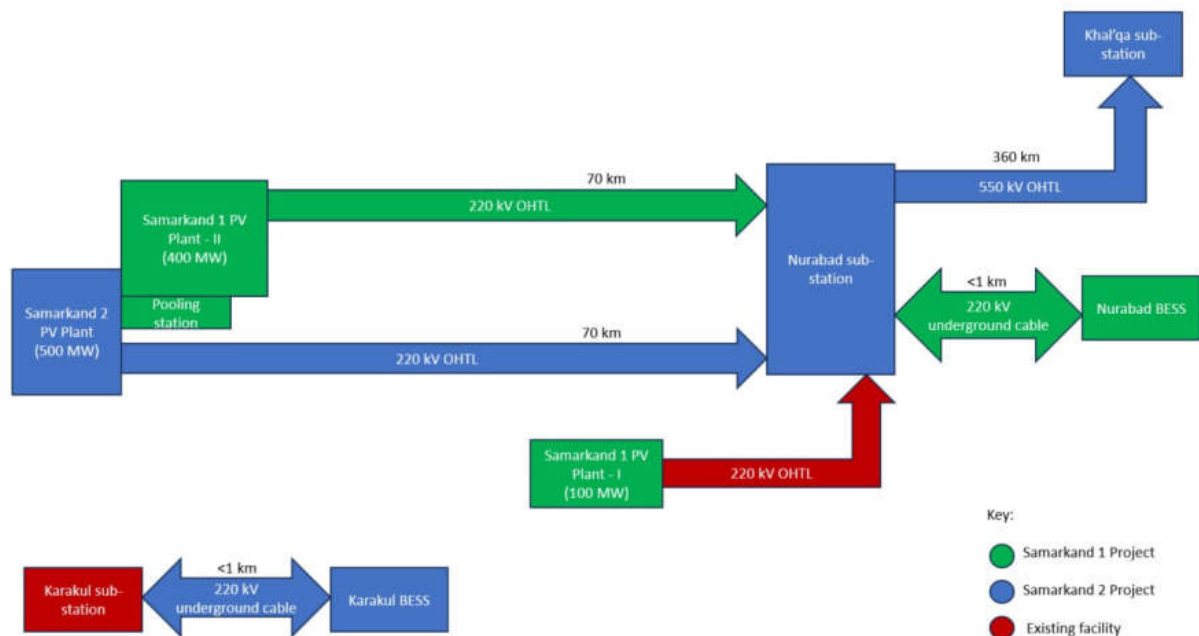 Khal'qa sub-
station
360 km
550 kV OHTL
70 km
220 kV OHTL
Samarkand 1 PV
Plant - II
(400 MW)
Pooling
station
Samarkand 2
PV Plant
(500 MW)
70 km
220 kV OHTL
Nurabad sub-
station
<1 km
220 kV
underground cable
Nurabad BESS
Samarkand 1 PV
Plant - I
(100 MW)
220 kV OHTL
Karakul sub-
station
<1 km
220 kV
underground cable
Karakul BESS
Key:
Samarkand 1 Project
Samarkand 2 Project
Existing facility